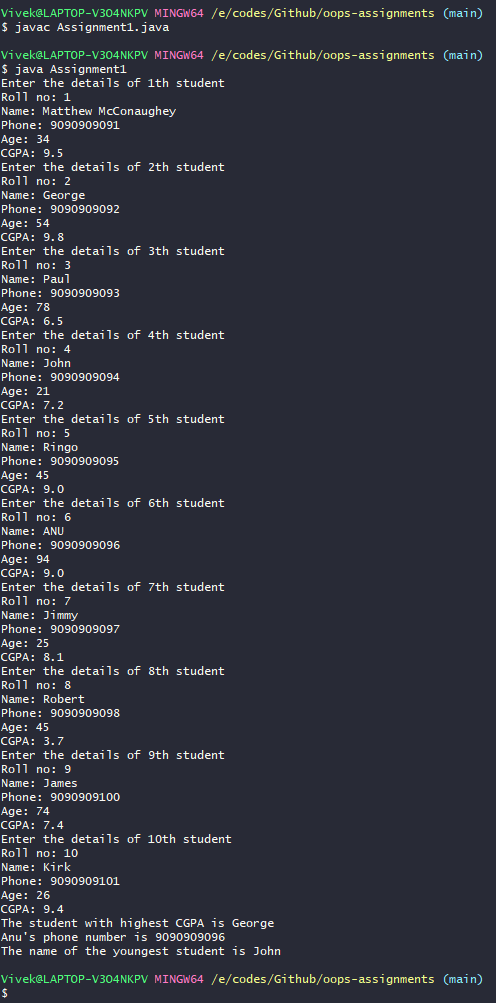 Vivek@LAPTOP-V3O4NKPV MINGW64 /e/codes/Github/oops-assignments (main)
$ javac Assignment1.java
Vivek@LAPTOP-V3O4NKPV MINGW64 /e/codes/Github/oops-assignments (main)
$ java Assignment1
Enter the details of 1th student
Roll no: 1
Name: Matthew McConaughey
Phone: 9090909091
Age: 34
CGPA: 9.5
Enter the details of 2th student
Roll no: 2
Name: George
Phone: 9090909092
Age: 54
CGPA: 9.8
Enter the details of 3th student
Roll no: 3
Name: Paul
Phone: 9090909093
Age: 78
CGPA: 6.5
Enter the details of 4th student
Roll no: 4
Name: John
Phone: 9090909094
Age: 21
CGPA: 7.2
Enter the details of 5th student
Roll no: 5
Name: Ringo
Phone: 9090909095
Age: 45
CGPA: 9.0
Enter the details of 6th student
Roll no: 6
Name: ANU
Phone: 9090909096
Age: 94
CGPA: 9.0
Enter the details of 7th student
Roll no: 7
Name: Jimmy
Phone: 9090909097
Age: 25
CGPA: 8.1
Enter the details of 8th student
Roll no: 8
Name: Robert
Phone: 9090909098
Age: 45
CGPA: 3.7
Enter the details of 9th student
Roll no: 9
Name: James
Phone: 9090909100
Age: 74
CGPA: 7.4
Enter the details of 10th student
Roll no: 10
Name: Kirk
Phone: 9090909101
Age: 26
CGPA: 9.4
The student with highest CGPA is George
Anu's phone number is 9090909096
The name of the youngest student is John
Vivek@LAPTOP-V3O4NKPV MINGW64 /e/codes/Github/oops-assignments (main)
$